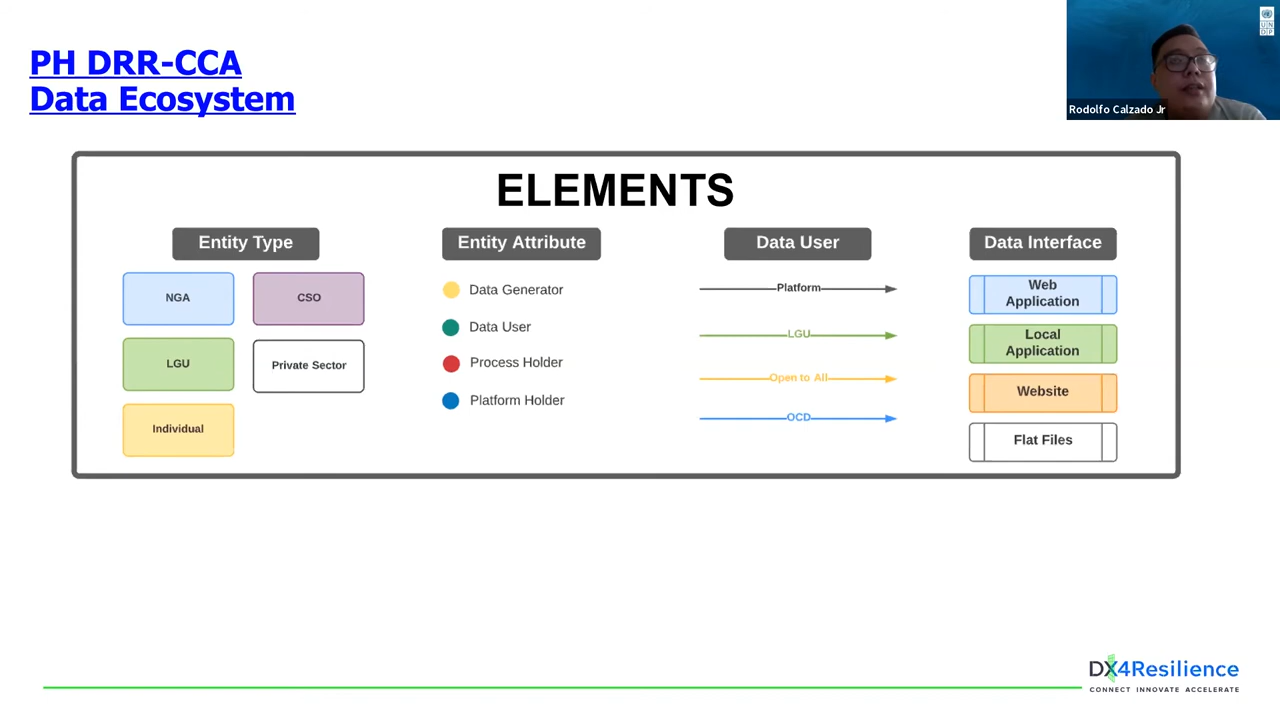 PH DRR-CCA
Data Ecosystem
UN
DP
Rodolfo Calzado Jr
ELEMENTS
Entity Type
Entity Attribute
Data User
Data Interface
NGA
CSO
LGU
Private Sector
Individual
Data Generator
Data User
Process Holder
Platform Holder
Platform
LGU
Open to All
OCD
Web
Application
Local
Application
Website
Flat Files
DX4Resilience
CONNECT INNOVATE ACCELERATE